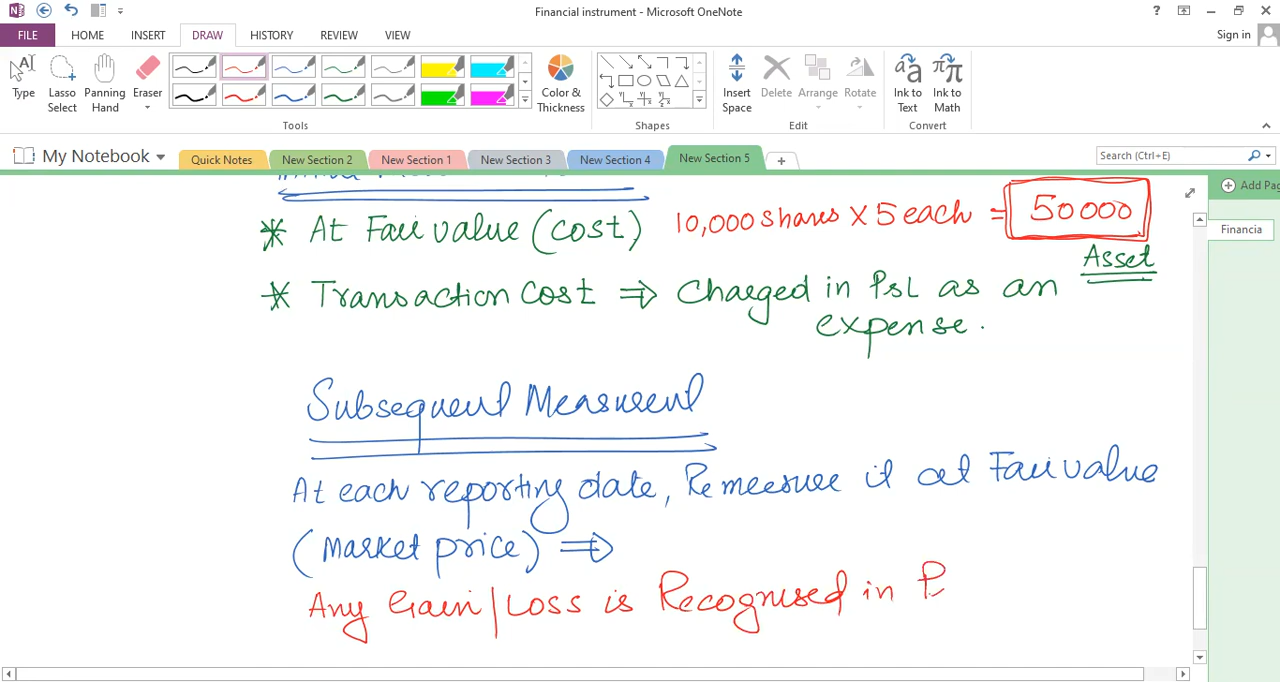 Financial instrument - Microsoft OneNote
Sign in
FILE HOME INSERT DRAW HISTORY REVIEW VIEW
Type Lasso Select Panning Hand Eraser Color & Thickness Insert Space Delete Arrange Rotate Ink to Text Ink to Math
Tools Shapes Edit Convert
My Notebook Quick Notes New Section 2 New Section 1 New Section 3 New Section 4 New Section 5 Search (Ctrl+E)
Add Pag
Financia
* At Fair value (cost) 10,000 shares X 5 each = 50000
Asset
* Transaction Cost ⇒ Charged in P&L as an
expense.
Subsequent Measurent
At each reporting date, Remeesure it at Fair value
(Market price) ⇒
Any Gain/Loss is Recognised in P